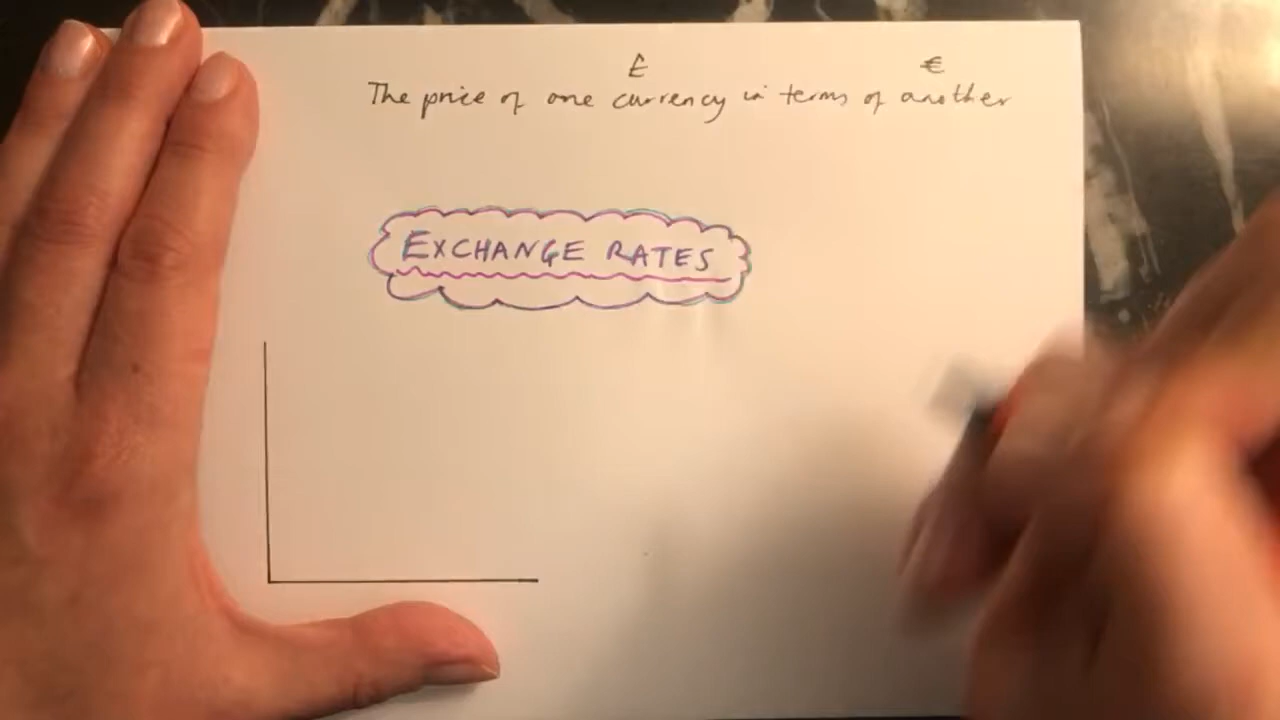 £ €
The price of one currency in terms of another
EXCHANGE RATES